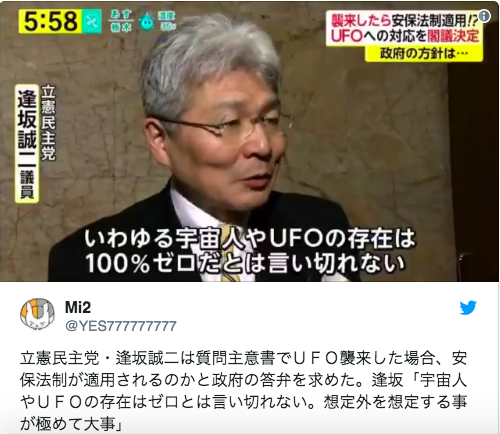 5:58
あす
栃木
襲来したら安保法制適用!?
UFOへの対応を閣議決定
政府の方針は…
立憲民主党
逢坂誠二議員
いわゆる宇宙人やUFOの存在は
100％ゼロだとは言い切れない
Mi2
@YES777777777
立憲民主党・逢坂誠二は質問主意書でＵＦＯ襲来した場合、安
保法制が適用されるのかと政府の答弁を求めた。逢坂「宇宙人
やＵＦＯの存在はゼロとは言い切れない。想定外を想定する事
が極めて大事」